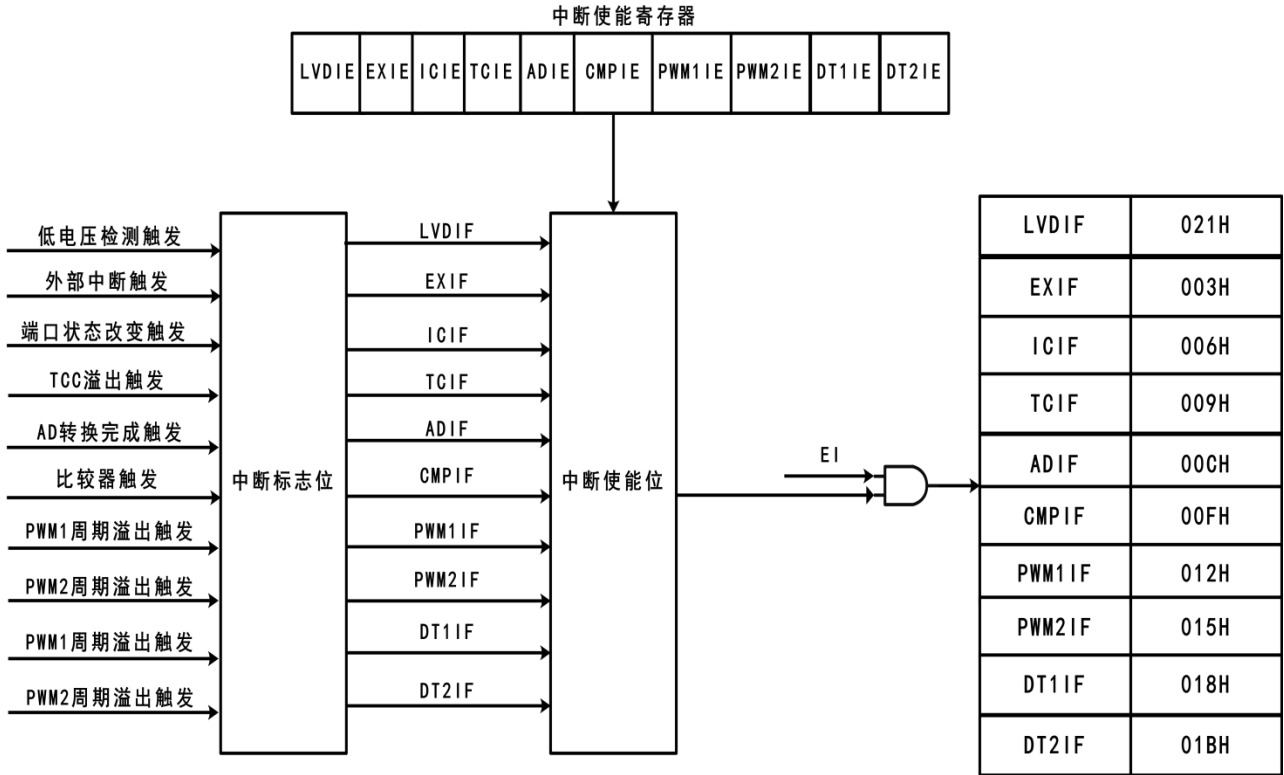 中断使能寄存器
LVDIE EXIE ICIE TCIE ADIE CMPIE PWM1IE PWM2IE DT1IE DT2IE
低电压检测触发
外部中断触发
端口状态改变触发
TCC溢出触发
AD转换完成触发
比较器触发
PWM1周期溢出触发
PWM2周期溢出触发
PWM1周期溢出触发
PWM2周期溢出触发
中断标志位
LVDIF
EXIF
ICIF
TCIF
ADIF
CMPIF
PWM1IF
PWM2IF
DT1IF
DT2IF
中断使能位
EI
LVDIF 021H
EXIF 003H
ICIF 006H
TCIF 009H
ADIF 00CH
CMPIF 00FH
PWM1IF 012H
PWM2IF 015H
DT1IF 018H
DT2IF 01BH